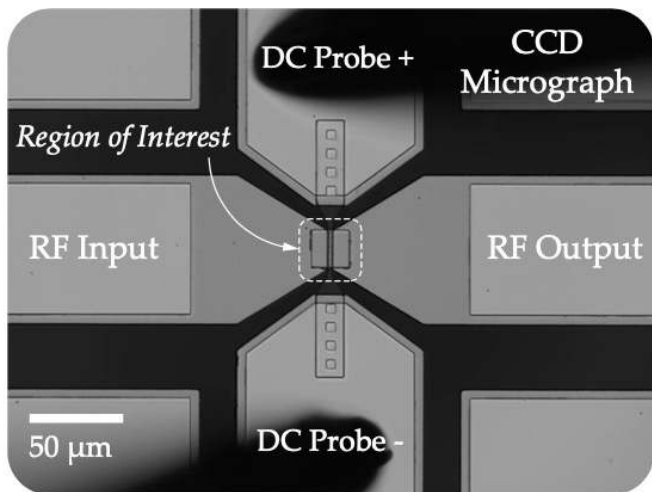 DC Probe +
CCD
Micrograph
Region of Interest
RF Input
RF Output
50 μm
DC Probe -